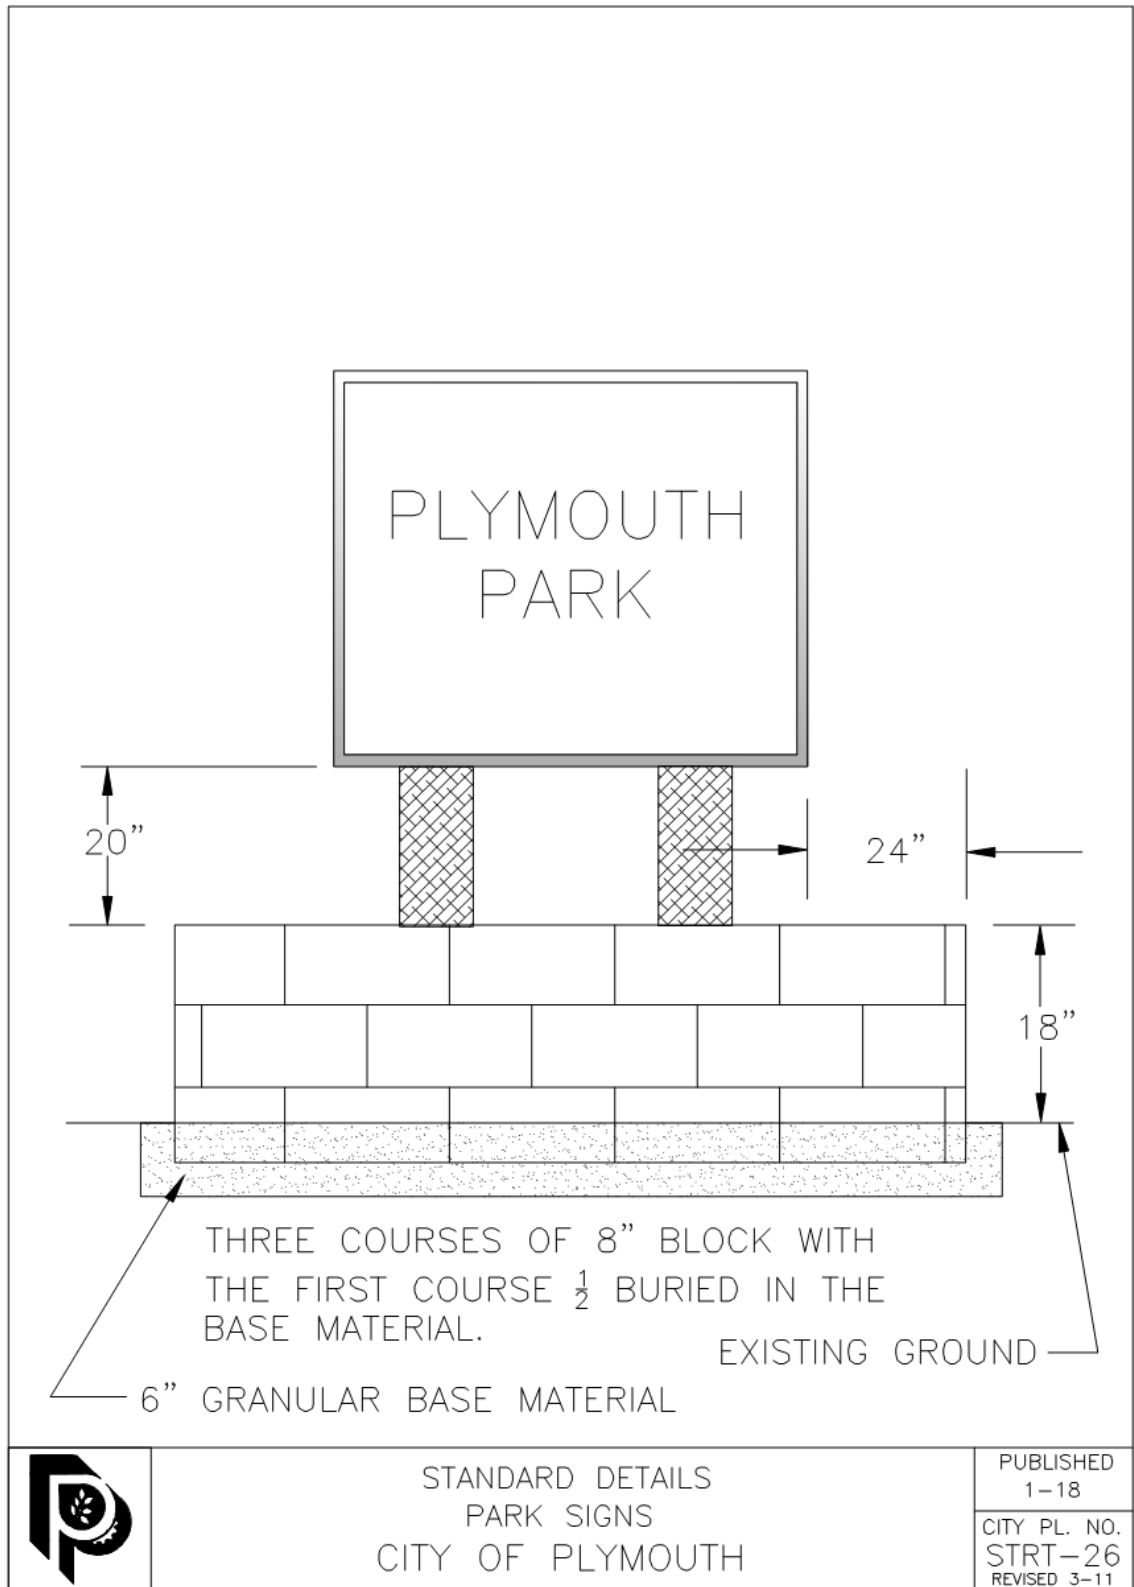 PLYMOUTH
PARK
20”
24”
18”
THREE COURSES OF 8” BLOCK WITH
THE FIRST COURSE ½ BURIED IN THE
BASE MATERIAL.
EXISTING GROUND
6” GRANULAR BASE MATERIAL
STANDARD DETAILS
PARK SIGNS
CITY OF PLYMOUTH
PUBLISHED
1–18
CITY PL. NO.
STRT–26
REVISED 3–11